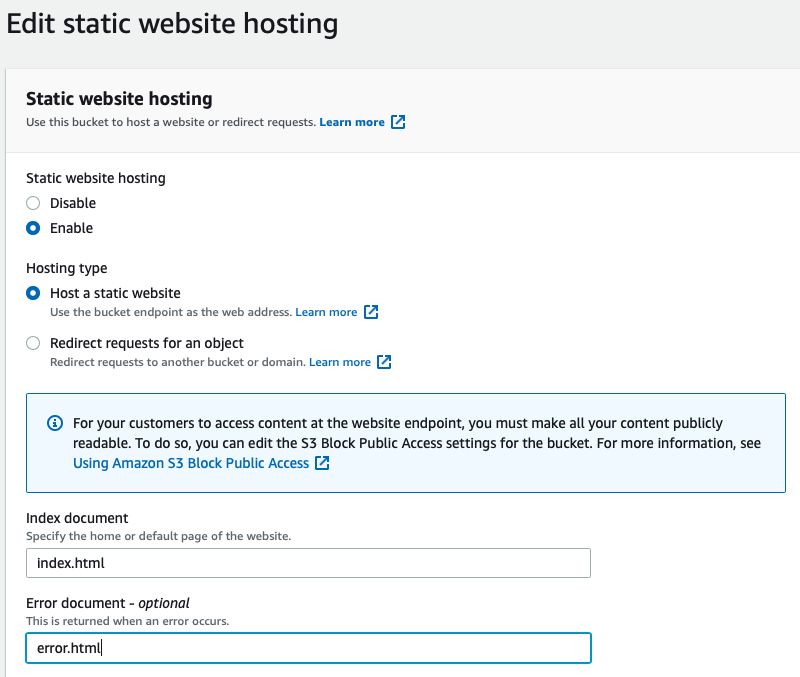 Edit static website hosting
Static website hosting
Use this bucket to host a website or redirect requests. Learn more
Static website hosting
Disable
Enable
Hosting type
Host a static website
Use the bucket endpoint as the web address. Learn more
Redirect requests for an object
Redirect requests to another bucket or domain. Learn more
For your customers to access content at the website endpoint, you must make all your content publicly
readable. To do so, you can edit the S3 Block Public Access settings for the bucket. For more information, see
Using Amazon S3 Block Public Access
Index document
Specify the home or default page of the website.
index.html
Error document - optional
This is returned when an error occurs.
error.html